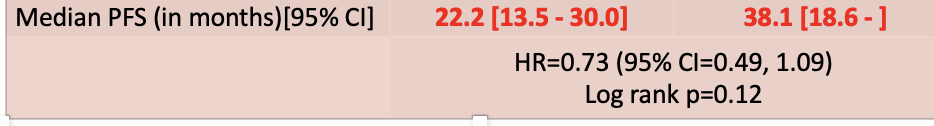 Median PFS (in months)[95% CI] 22.2 [13.5 - 30.0] 38.1 [18.6 - ]
HR=0.73 (95% CI=0.49, 1.09)
Log rank p=0.12